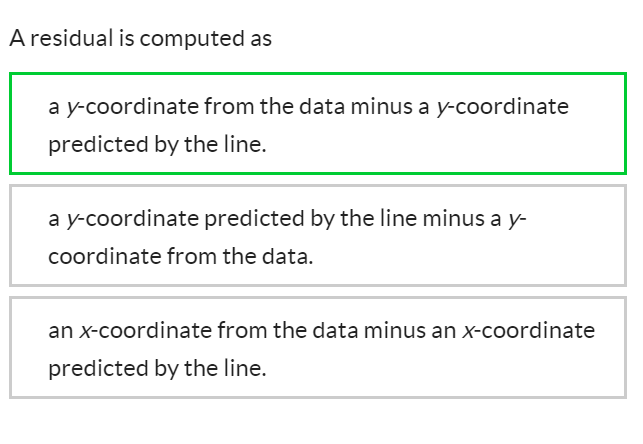 A residual is computed as
a y-coordinate from the data minus a y-coordinate
predicted by the line.
a y-coordinate predicted by the line minus a y-
coordinate from the data.
an x-coordinate from the data minus an x-coordinate
predicted by the line.